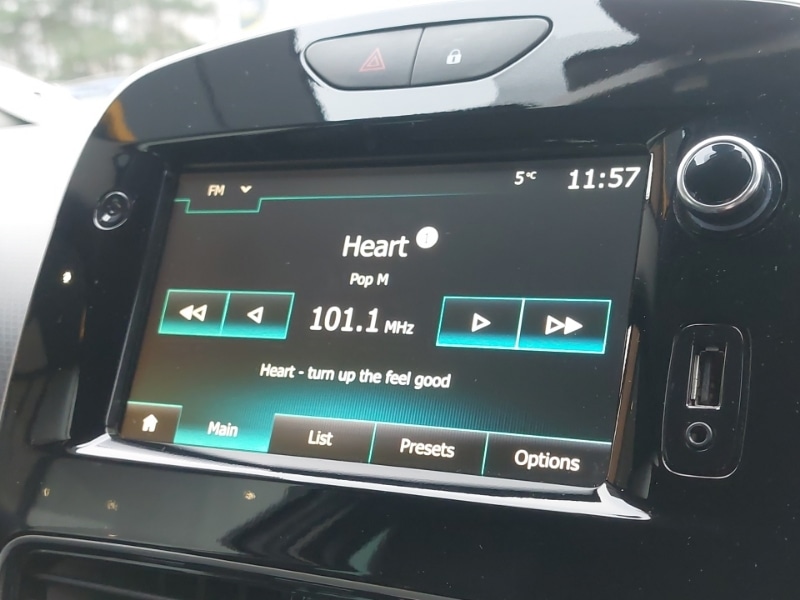 FM
5°C
11:57
Heart 1
Pop M
101.1 MHz
Heart - turn up the feel good
Main
List
Presets
Options